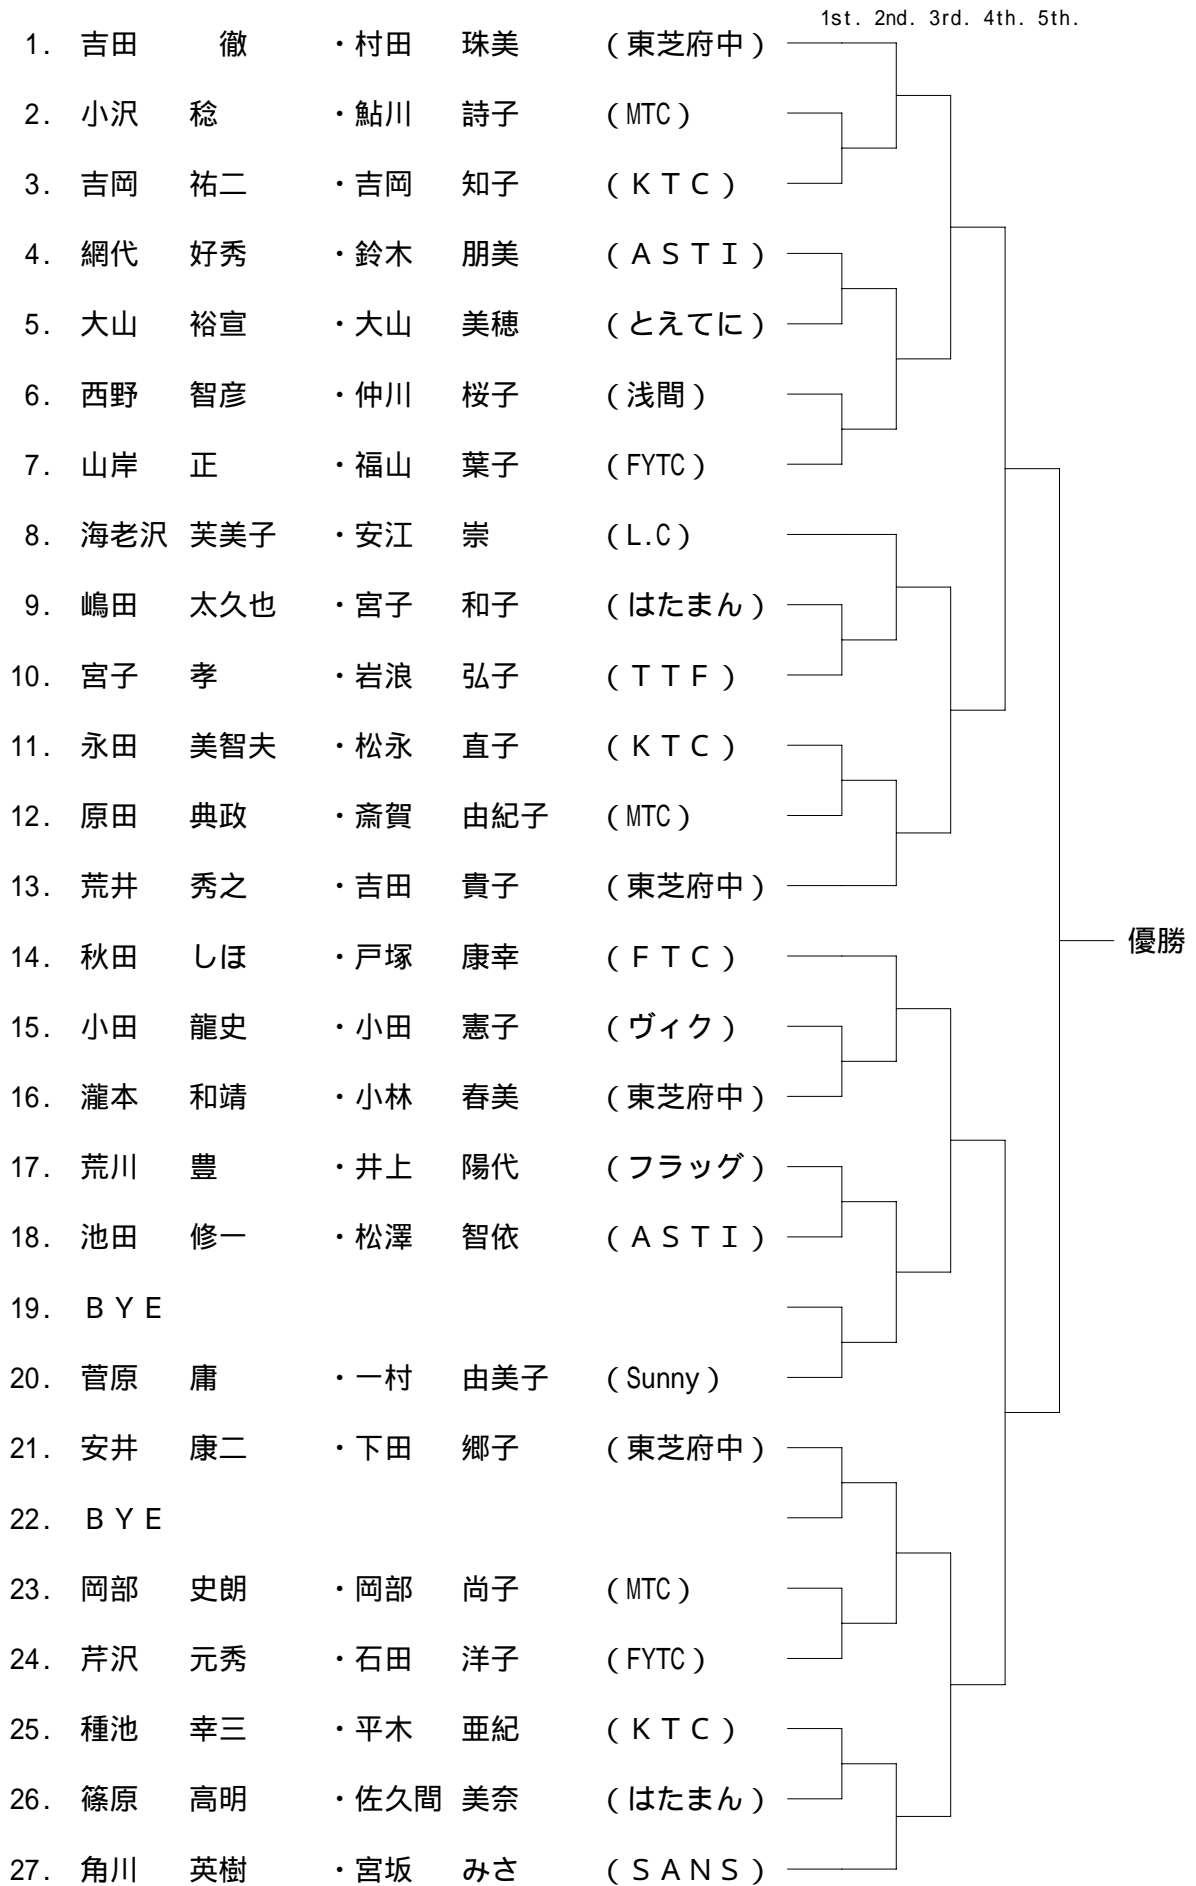 1st. 2nd. 3rd. 4th. 5th.
1. 吉田 徹 ・村田 珠美 (東芝府中)
2. 小沢 稔 ・鮎川 詩子 (MTC)
3. 吉岡 祐二 ・吉岡 知子 (KTC)
4. 網代 好秀 ・鈴木 朋美 (ASTI)
5. 大山 裕宣 ・大山 美穂 (とえてに)
6. 西野 智彦 ・仲川 桜子 (浅間)
7. 山岸 正 ・福山 葉子 (FYTC)
8. 海老沢 芙美子 ・安江 崇 (L.C)
9. 嶋田 太久也 ・宮子 和子 (はたまん)
10. 宮子 孝 ・岩浪 弘子 (TTF)
11. 永田 美智夫 ・松永 直子 (KTC)
12. 原田 典政 ・斎賀 由紀子 (MTC)
13. 荒井 秀之 ・吉田 貴子 (東芝府中)
優勝
14. 秋田 しほ ・戸塚 康幸 (FTC)
15. 小田 龍史 ・小田 憲子 (ヴィク)
16. 瀧本 和靖 ・小林 春美 (東芝府中)
17. 荒川 豊 ・井上 陽代 (フラッグ)
18. 池田 修一 ・松澤 智依 (ASTI)
19. BYE
20. 菅原 庸 ・一村 由美子 (Sunny)
21. 安井 康二 ・下田 郷子 (東芝府中)
22. BYE
23. 岡部 史朗 ・岡部 尚子 (MTC)
24. 芹沢 元秀 ・石田 洋子 (FYTC)
25. 種池 幸三 ・平木 亜紀 (KTC)
26. 篠原 高明 ・佐久間 美奈 (はたまん)
27. 角川 英樹 ・宮坂 みさ (SANS)